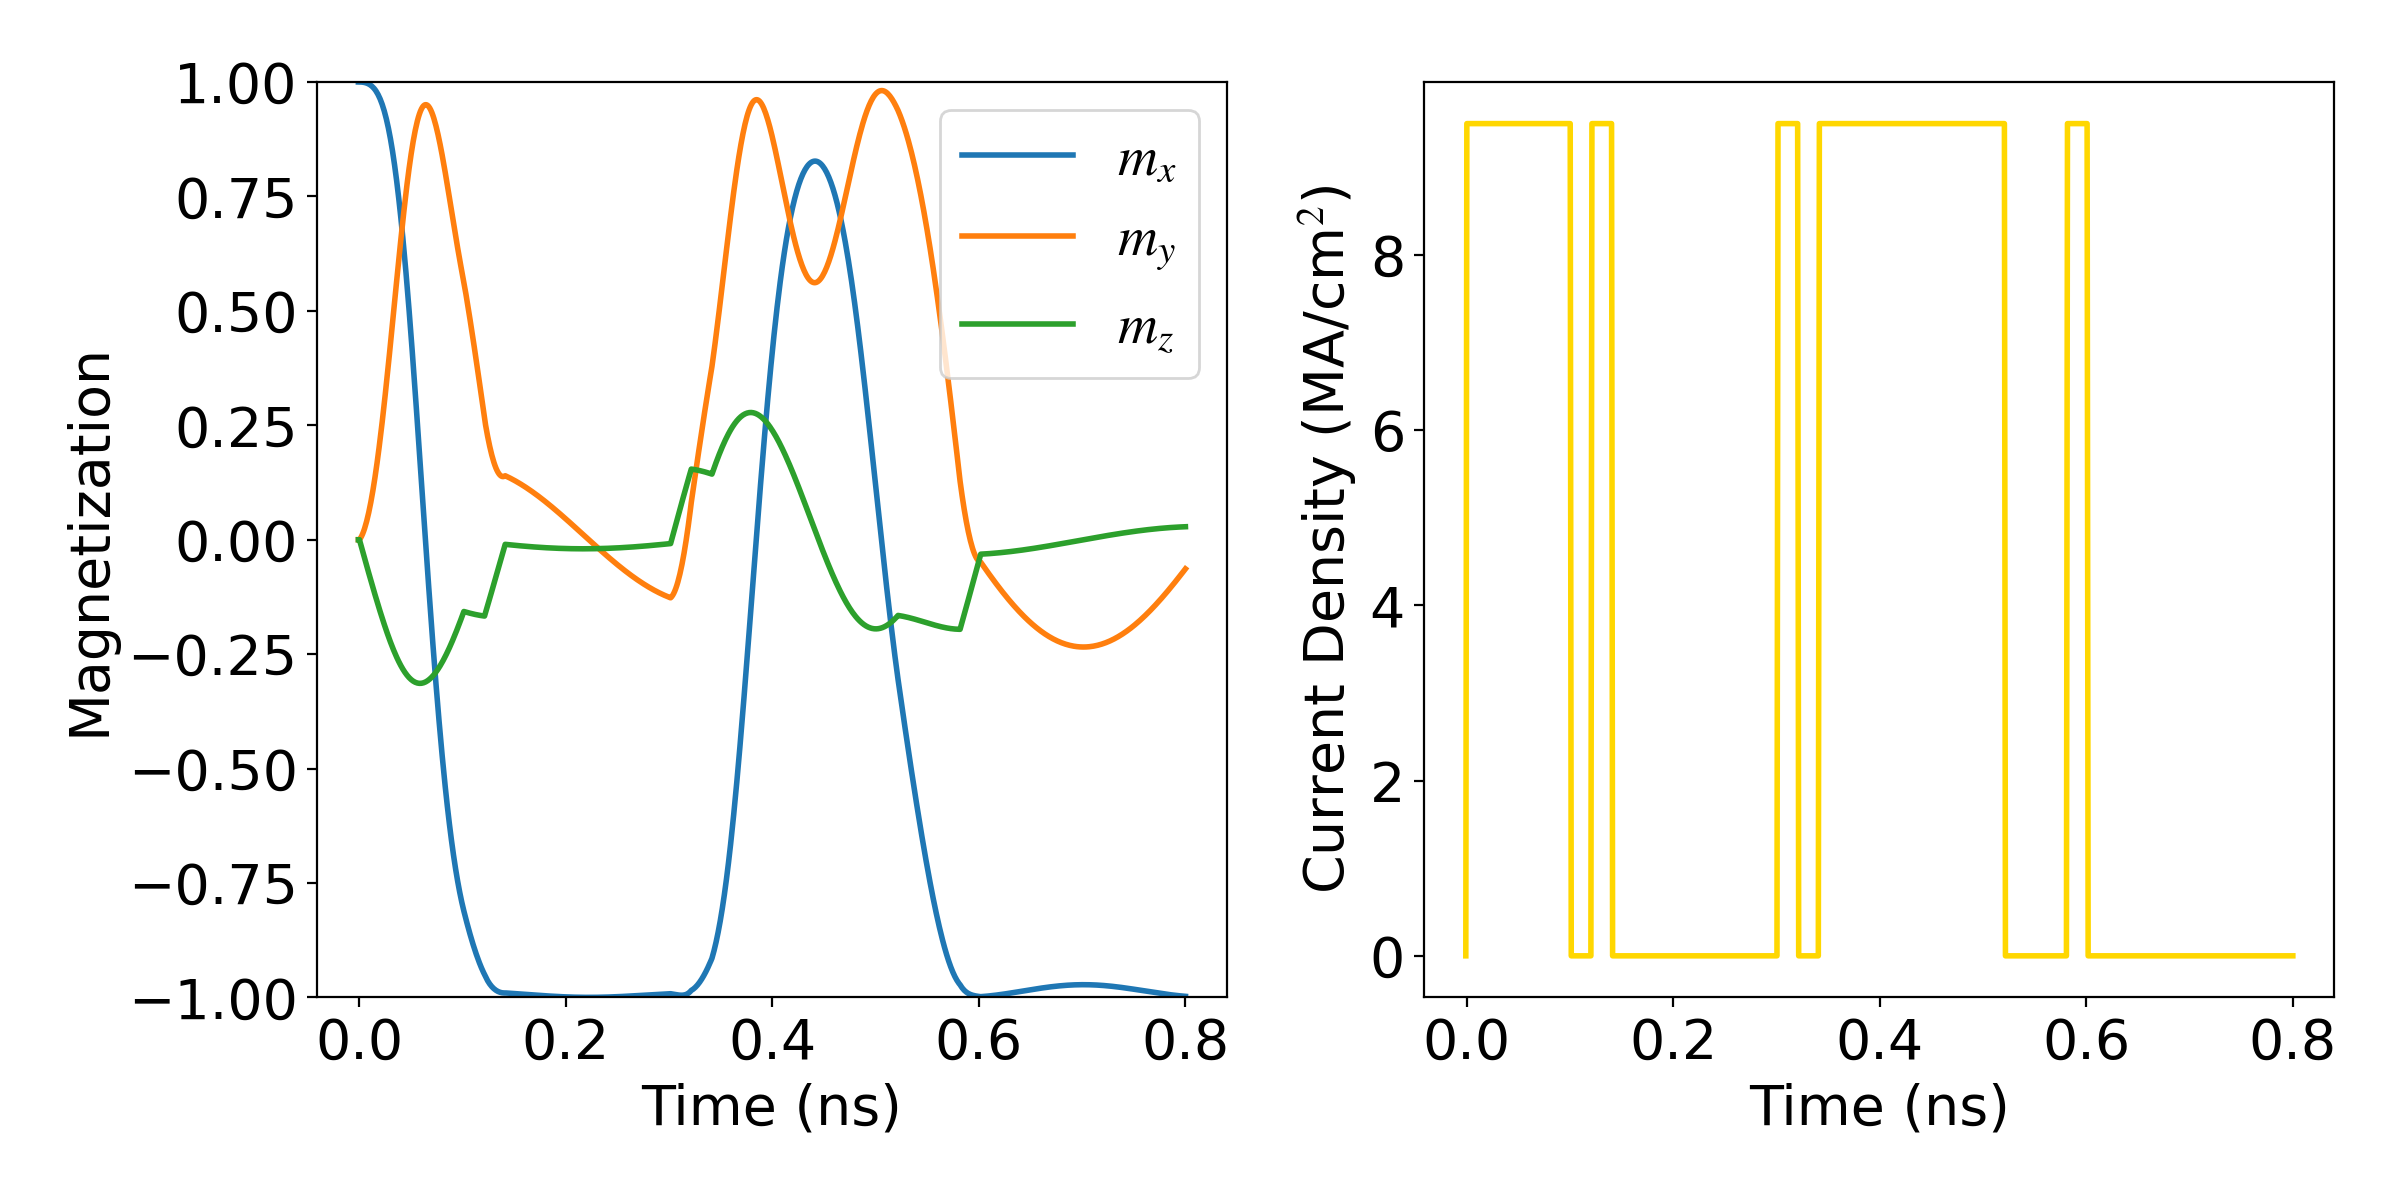 1.00
0.75
0.50
0.25
0.00
−0.25
−0.50
−0.75
−1.00
Magnetization
0.0 0.2 0.4 0.6 0.8
Time (ns)
m_x
m_y
m_z
8
6
4
2
0
Current Density (MA/cm²)
0.0 0.2 0.4 0.6 0.8
Time (ns)